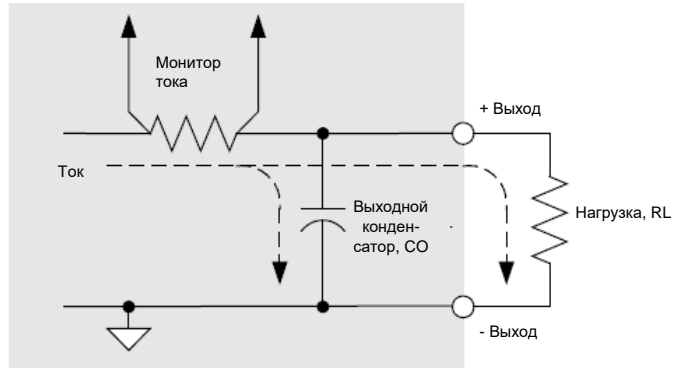 Монитор
тока
+ Выход
Ток
Выходной
конден-
сатор, CO
Нагрузка, RL
- Выход